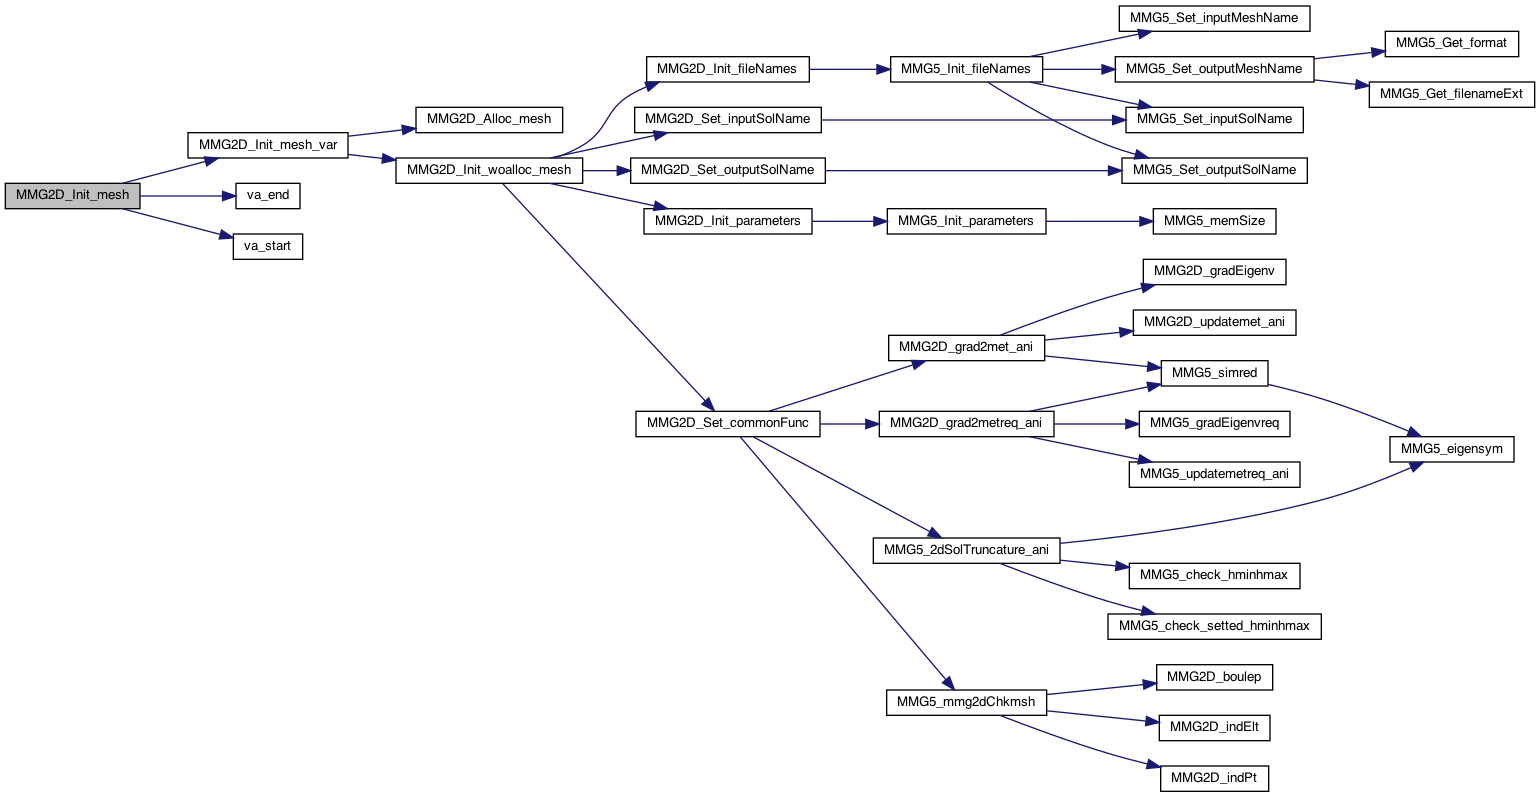 MMG2D_Init_mesh
MMG2D_Init_mesh_var
va_end
va_start
MMG2D_Alloc_mesh
MMG2D_Init_woalloc_mesh
MMG2D_Init_fileNames
MMG2D_Set_inputSolName
MMG2D_Set_outputSolName
MMG2D_Init_parameters
MMG2D_Set_commonFunc
MMG5_Init_fileNames
MMG5_Init_parameters
MMG2D_grad2met_ani
MMG2D_grad2metreq_ani
MMG5_2dSolTruncature_ani
MMG5_mmg2dChkmsh
MMG5_Set_inputMeshName
MMG5_Set_outputMeshName
MMG5_Set_inputSolName
MMG5_Set_outputSolName
MMG5_memSize
MMG2D_gradEigenv
MMG2D_updatemet_ani
MMG5_simred
MMG5_gradEigenvreq
MMG5_updatemetreq_ani
MMG5_check_hminhmax
MMG5_check_setted_hminhmax
MMG2D_boulep
MMG2D_indElt
MMG2D_indPt
MMG5_Get_format
MMG5_Get_filenameExt
MMG5_eigensym